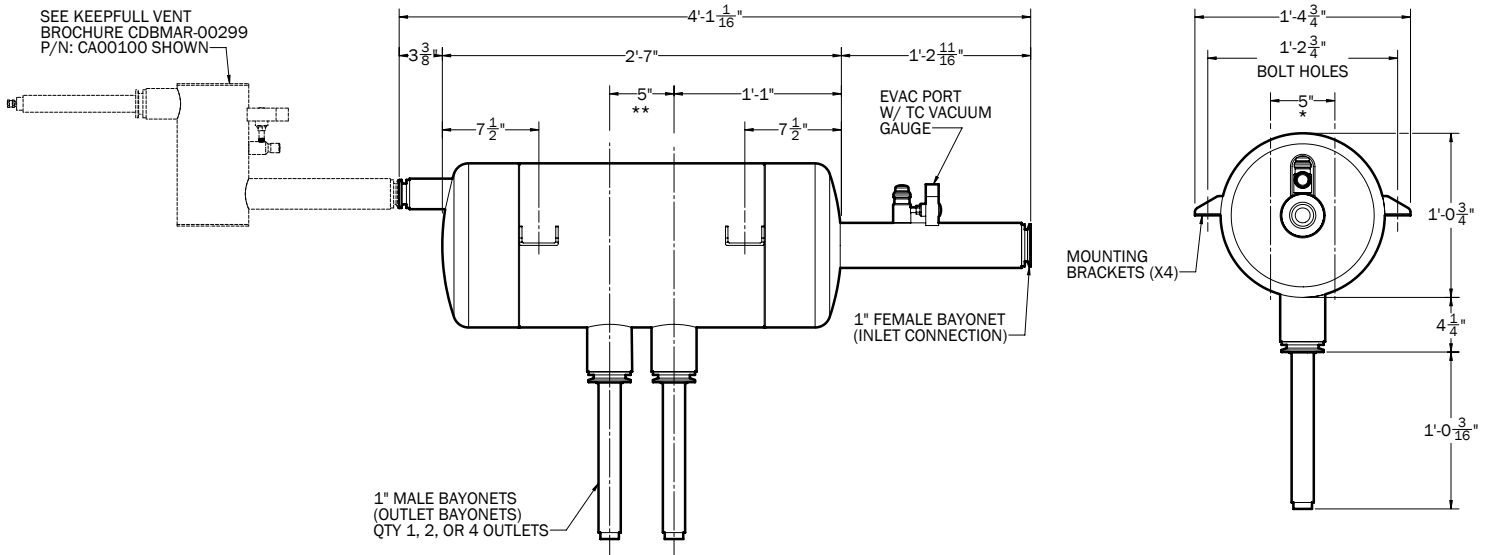 SEE KEEPFULL VENT
BROCHURE CDBMAR-00299
P/N: CA00100 SHOWN
4'-1 1/16"
3 3/8"
2'-7"
1'-2 11/16"
5"
**
1'-1"
7 1/2"
7 1/2"
EVAC PORT
W/ TC VACUUM
GAUGE
1" FEMALE BAYONET
(INLET CONNECTION)
1" MALE BAYONETS
(OUTLET BAYONETS)
QTY 1, 2, OR 4 OUTLETS
1'-4 3/4"
1'-2 3/4"
BOLT HOLES
5"
*
1'-0 3/4"
MOUNTING
BRACKETS (X4)
4 1/4"
1'-0 3/16"